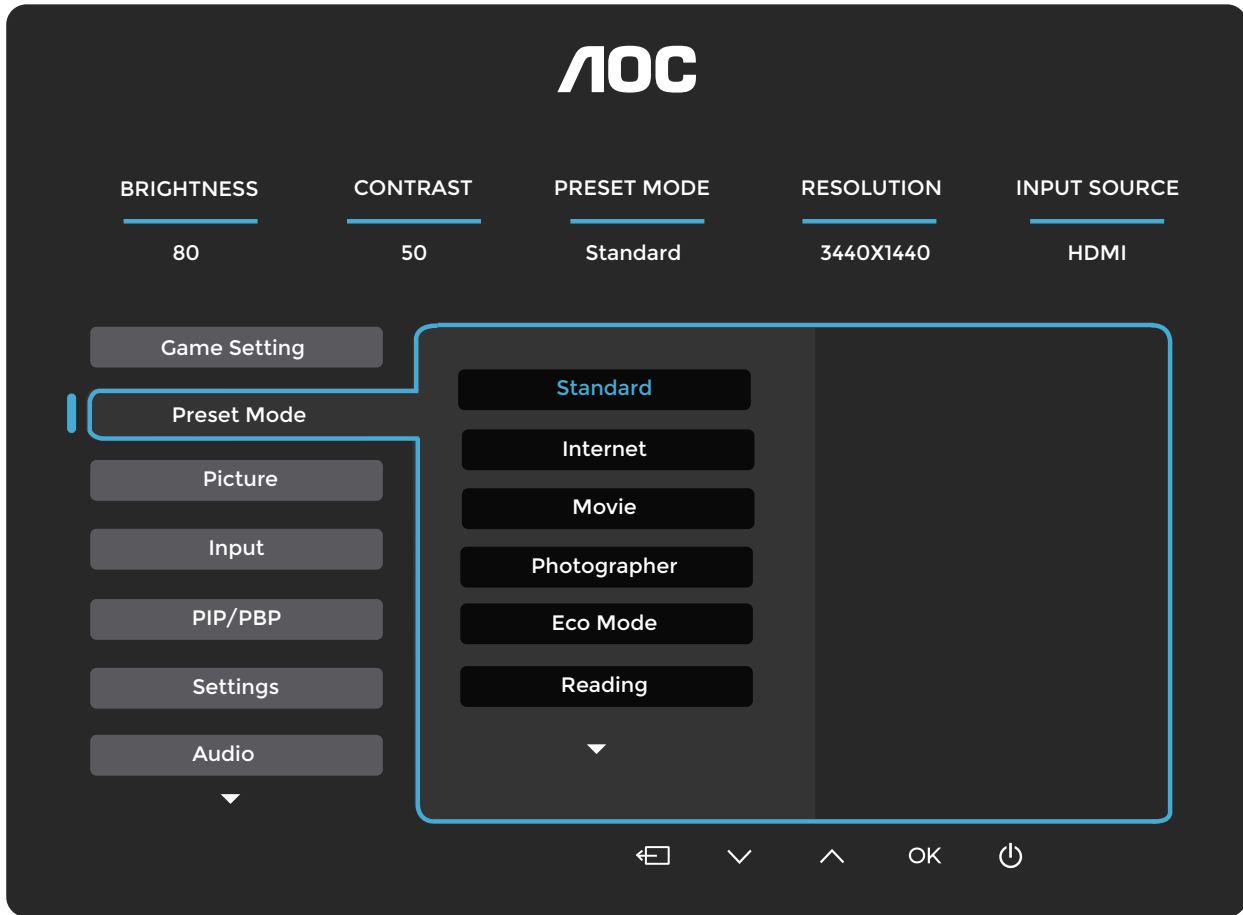 AOC
BRIGHTNESS CONTRAST PRESET MODE RESOLUTION INPUT SOURCE
80 50 Standard 3440X1440 HDMI
Game Setting
Preset Mode
Picture
Input
PIP/PBP
Settings
Audio
Standard
Internet
Movie
Photographer
Eco Mode
Reading
OK